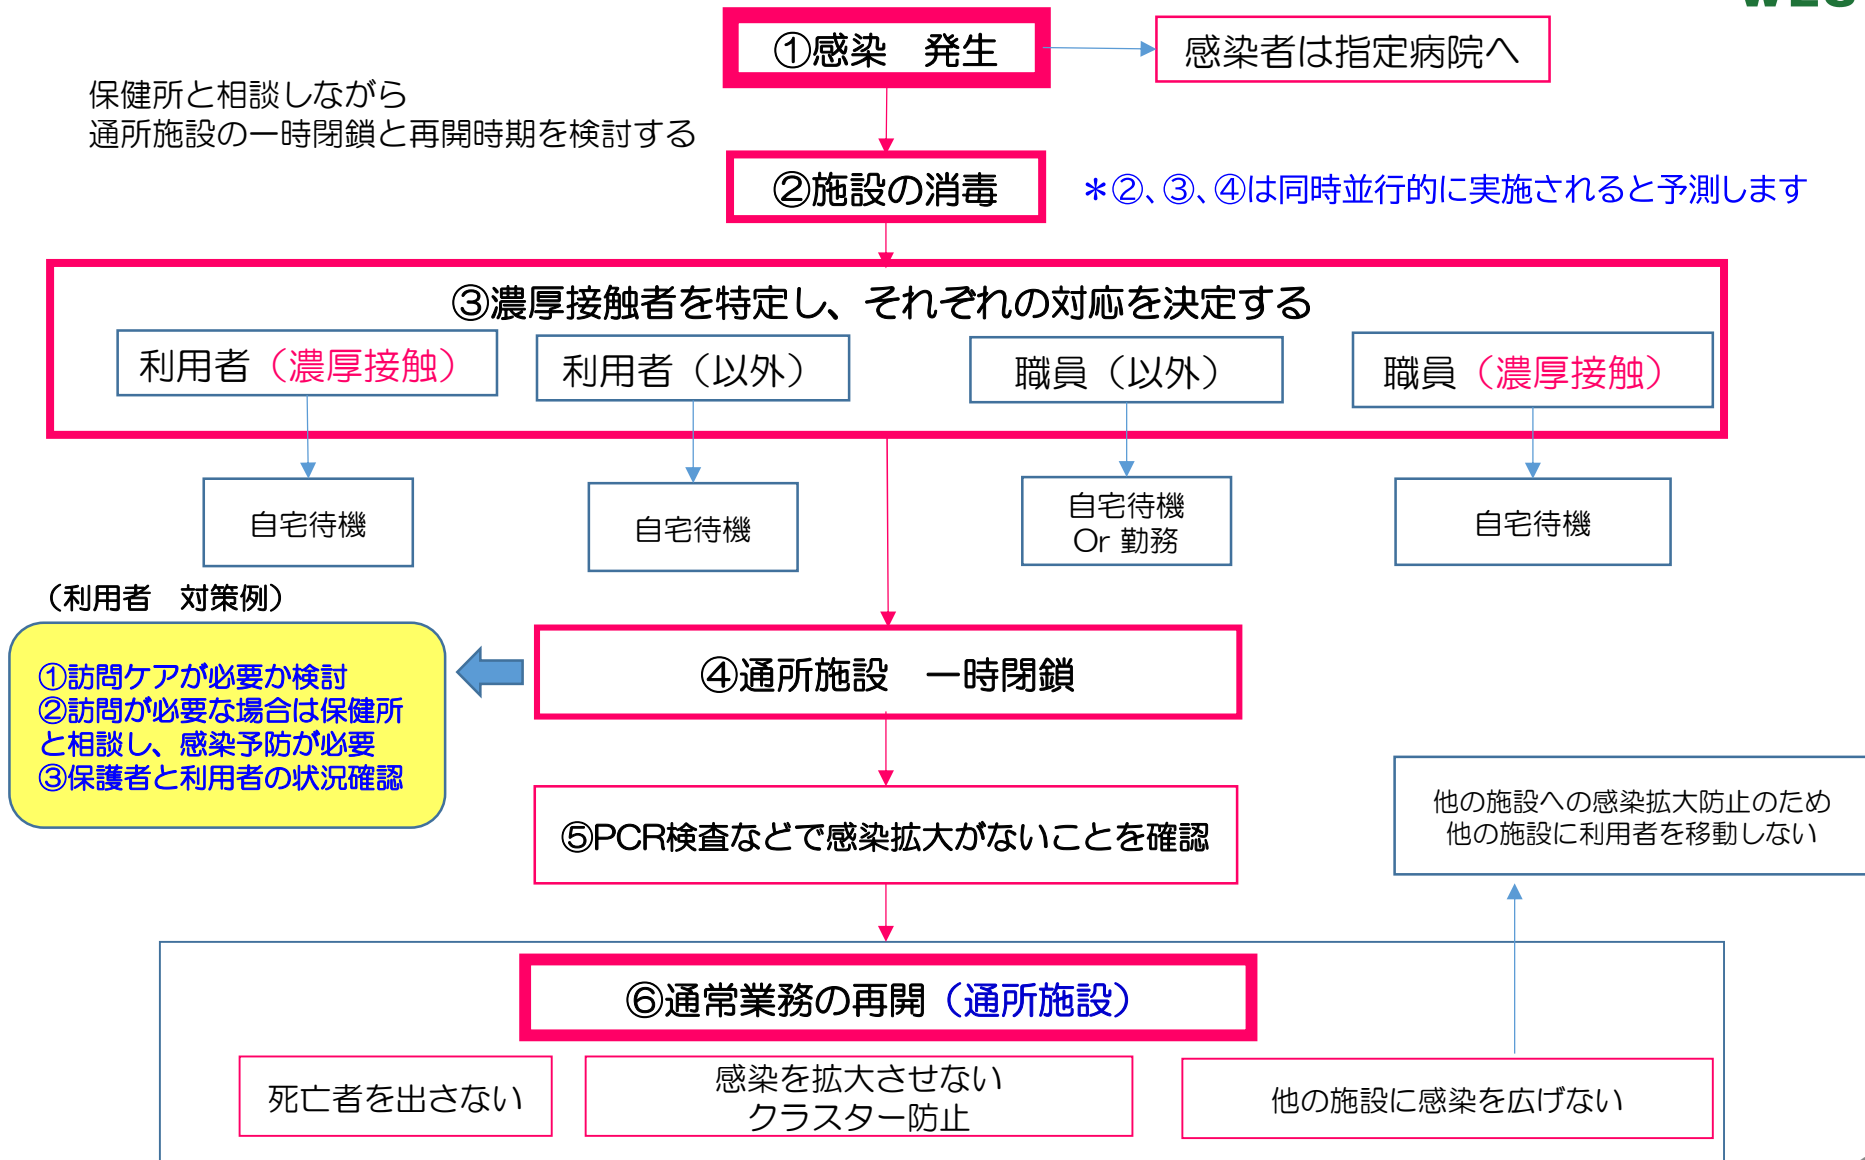 ①感染　発生
感染者は指定病院へ
保健所と相談しながら
通所施設の一時閉鎖と再開時期を検討する
②施設の消毒
＊②、③、④は同時並行的に実施されると予測します
③濃厚接触者を特定し、それぞれの対応を決定する
利用者（濃厚接触）
利用者（以外）
職員（以外）
職員（濃厚接触）
自宅待機
自宅待機
自宅待機
Or 勤務
自宅待機
（利用者　対策例）
①訪問ケアが必要か検討
②訪問が必要な場合は保健所
と相談し、感染予防が必要
③保護者と利用者の状況確認
④通所施設　一時閉鎖
⑤PCR検査などで感染拡大がないことを確認
他の施設への感染拡大防止のため
他の施設に利用者を移動しない
⑥通常業務の再開（通所施設）
死亡者を出さない
感染を拡大させない
クラスター防止
他の施設に感染を広げない